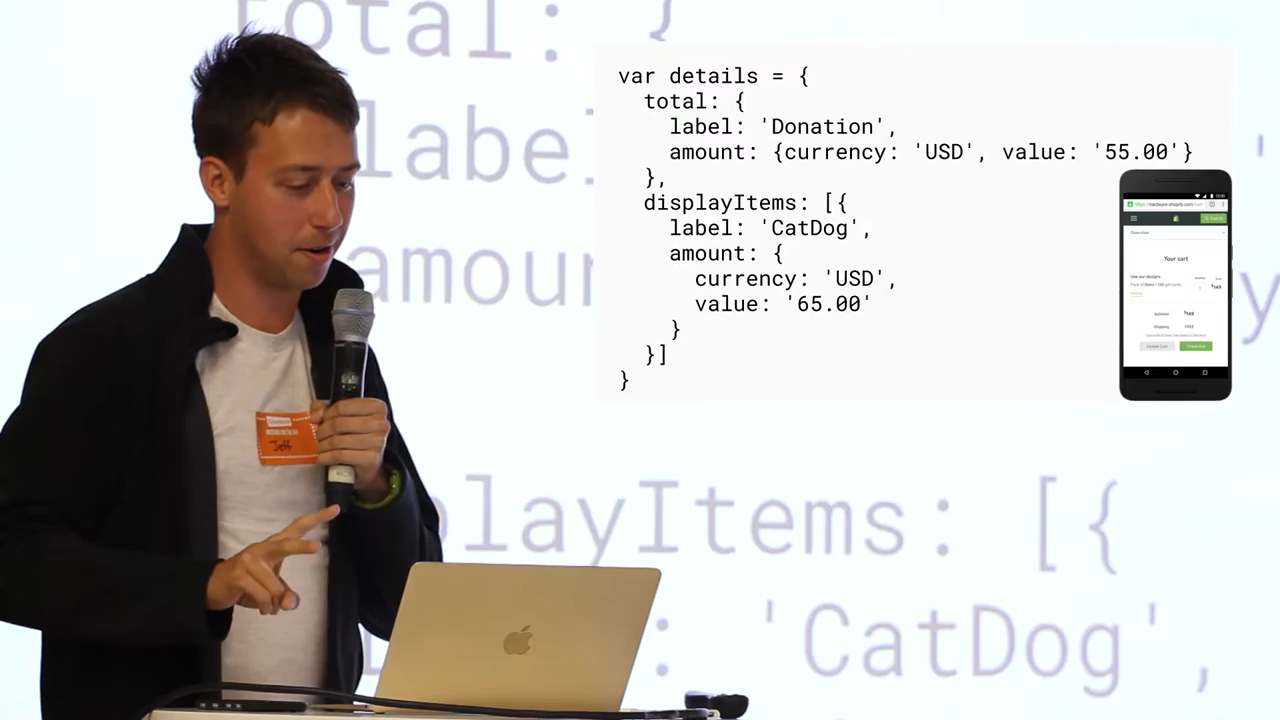 total: {
label
amoun
playItems: [{
: 'CatDog',
var details = {
total: {
label: 'Donation',
amount: {currency: 'USD', value: '55.00'}
},
displayItems: [{
label: 'CatDog',
amount: {
currency: 'USD',
value: '65.00'
}
}]
}
Your cart
Jeff